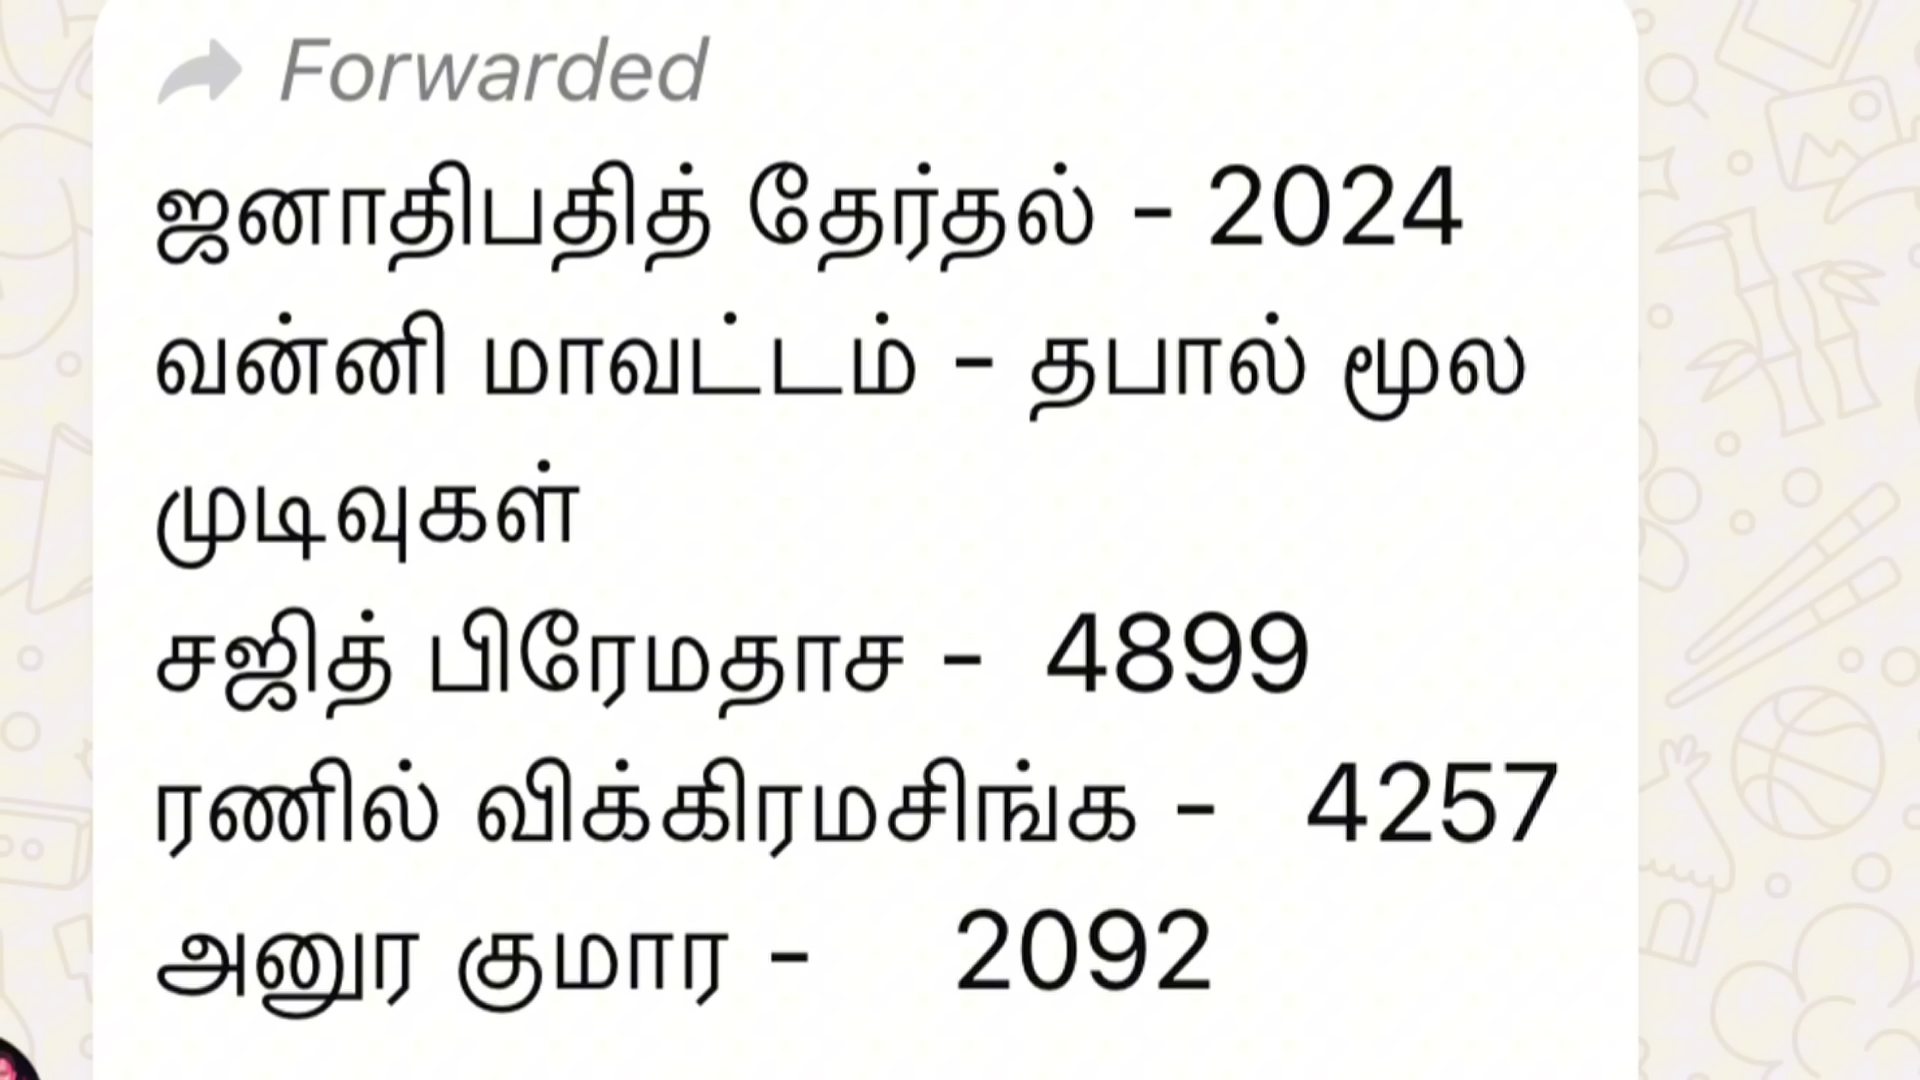 Forwarded
ஜனாதிபதித் தேர்தல் - 2024
வன்னி மாவட்டம் - தபால் மூல
முடிவுகள்
சஜித் பிரேமதாச - 4899
ரணில் விக்கிரமசிங்க - 4257
அனுர குமார - 2092